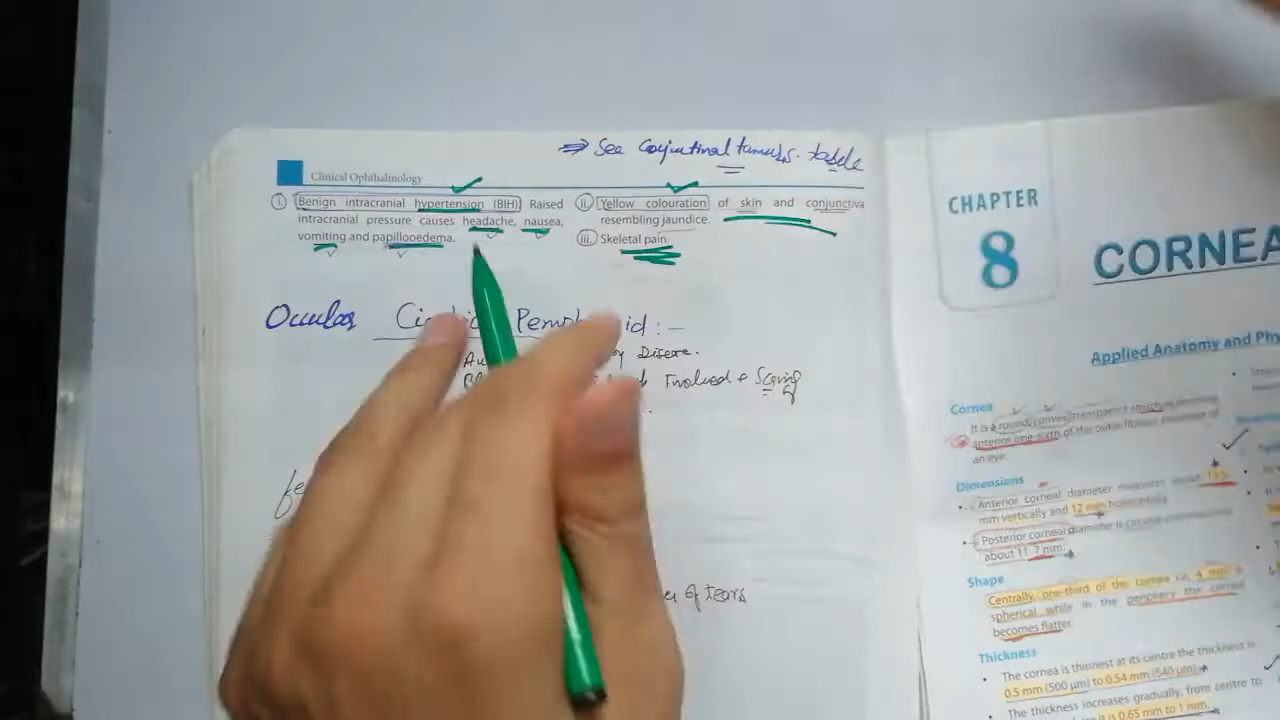 ⇒ See Conjuctinal tumurs. table
Clinical Ophthalmology
i. Benign intracranial hypertension (BIH) Raised
intracranial pressure causes headache, nausea,
vomiting and papilloedema.
ii. Yellow colouration of skin and conjunctiva
resembling jaundice.
iii. Skeletal pain.
Ocular :-
Disese.
Involved + Scaring
of tears
CHAPTER
8
CORNEA
Applied Anatomy and Phy
Cornea
It is a round, convex, transparent structure forming
anterior one-sixth of the outer fibrous
an eye.
Dimensions
• Anterior corneal diameter measures about
mm vertically and 12 mm horizontally.
• Posterior corneal diameter is circular and measures
about 11.7 mm.
Shape
Centrally, one-third of the cornea i.e. 4 mm is
spherical while in the periphery the cornea
becomes flatter.
Thickness
• The cornea is thinnest at its centre the thickness is
0.5 mm (500 µm) to 0.54 mm (540 µm)
• The thickness increases gradually, from centre to
it is 0.65 mm to 1 mm.